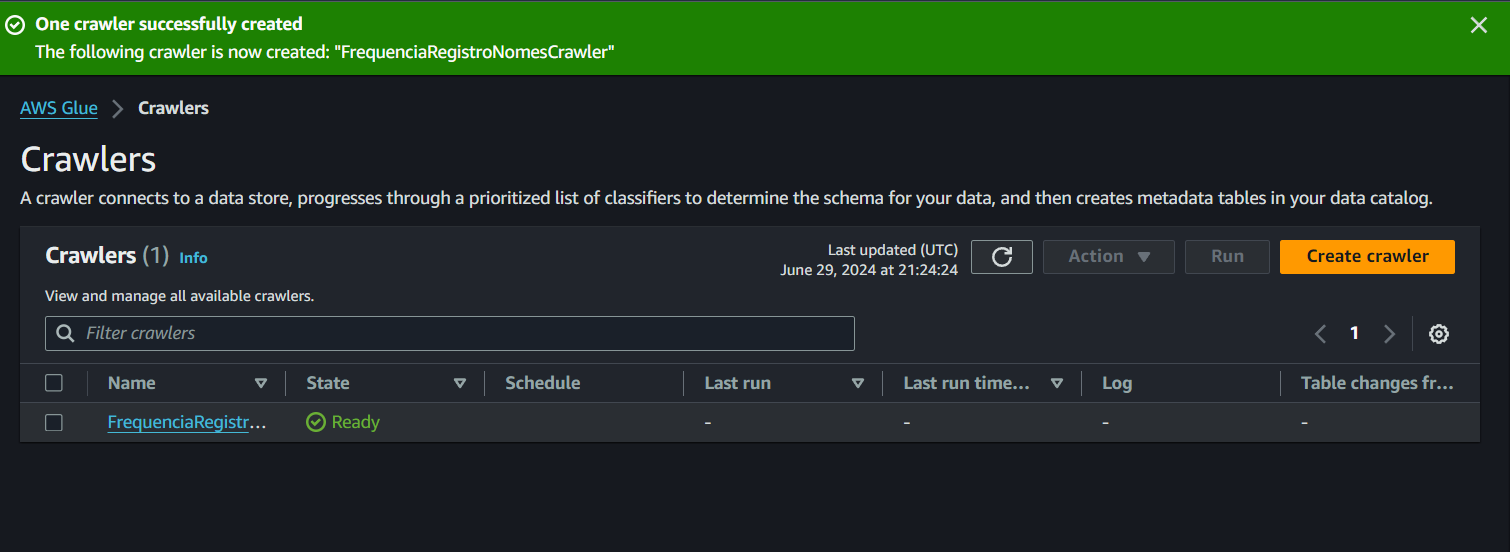 One crawler successfully created
The following crawler is now created: "FrequenciaRegistroNomesCrawler"
AWS Glue > Crawlers
Crawlers
A crawler connects to a data store, progresses through a prioritized list of classifiers to determine the schema for your data, and then creates metadata tables in your data catalog.
Crawlers (1) Info
Last updated (UTC)
June 29, 2024 at 21:24:24
Action
Run
Create crawler
View and manage all available crawlers.
Filter crawlers
1
Name State Schedule Last run Last run time... Log Table changes fr...
FrequenciaRegistr... Ready - - - -